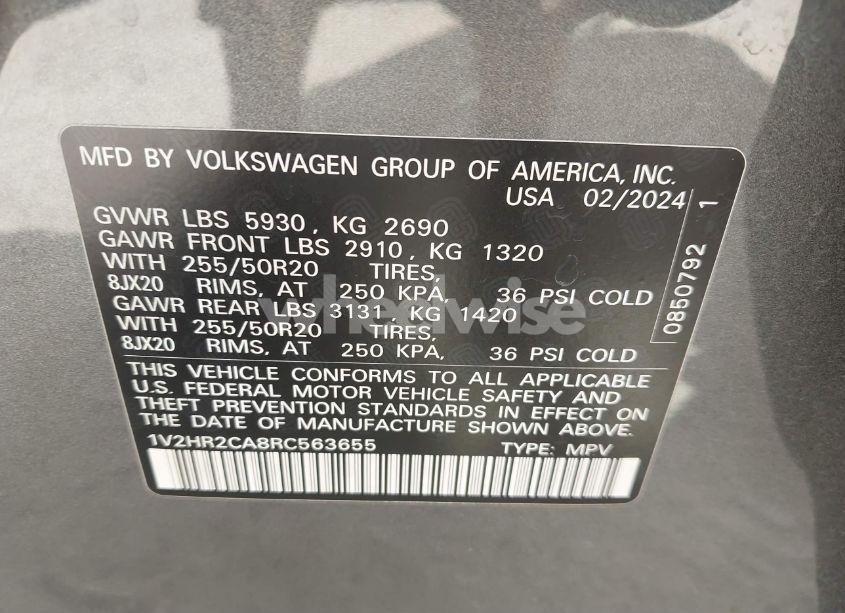 MFD BY VOLKSWAGEN GROUP OF AMERICA, INC.
USA 02/2024
GVWR LBS 5930, KG 2690
GAWR FRONT LBS 2910, KG 1320
WITH 255/50R20 TIRES,
8JX20 RIMS, AT 250 KPA, 36 PSI COLD
GAWR REAR LBS 3131 KG 1420
WITH 255/50R20 TIRES,
8JX20 RIMS, AT 250 KPA, 36 PSI COLD
THIS VEHICLE CONFORMS TO ALL APPLICABLE
U.S. FEDERAL MOTOR VEHICLE SAFETY AND
THEFT PREVENTION STANDARDS IN EFFECT ON
THE DATE OF MANUFACTURE SHOWN ABOVE.
1V2HR2CA8RC563655 TYPE: MPV
0850792 1
wheelwise